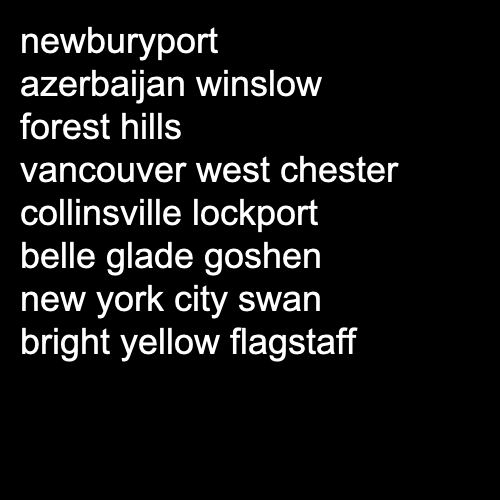 newburyport
azerbaijan winslow
forest hills
vancouver west chester
collinsville lockport
belle glade goshen
new york city swan
bright yellow flagstaff